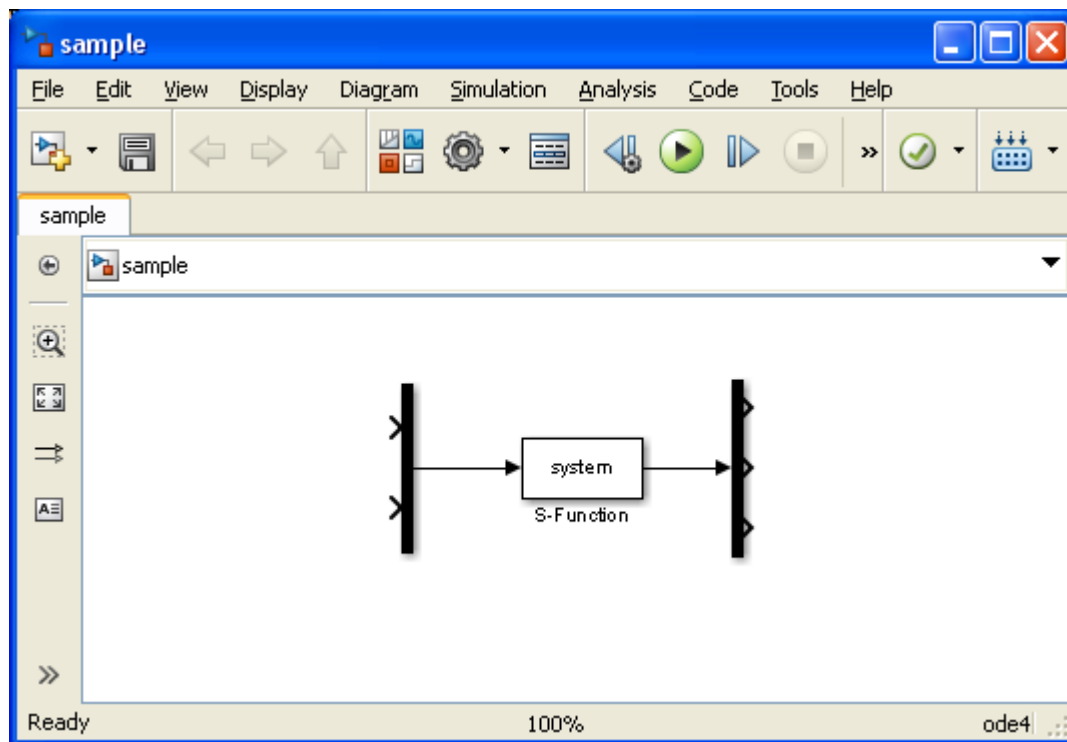 sample
File Edit View Display Diagram Simulation Analysis Code Tools Help
sample
sample
system
S-Function
Ready 100% ode4